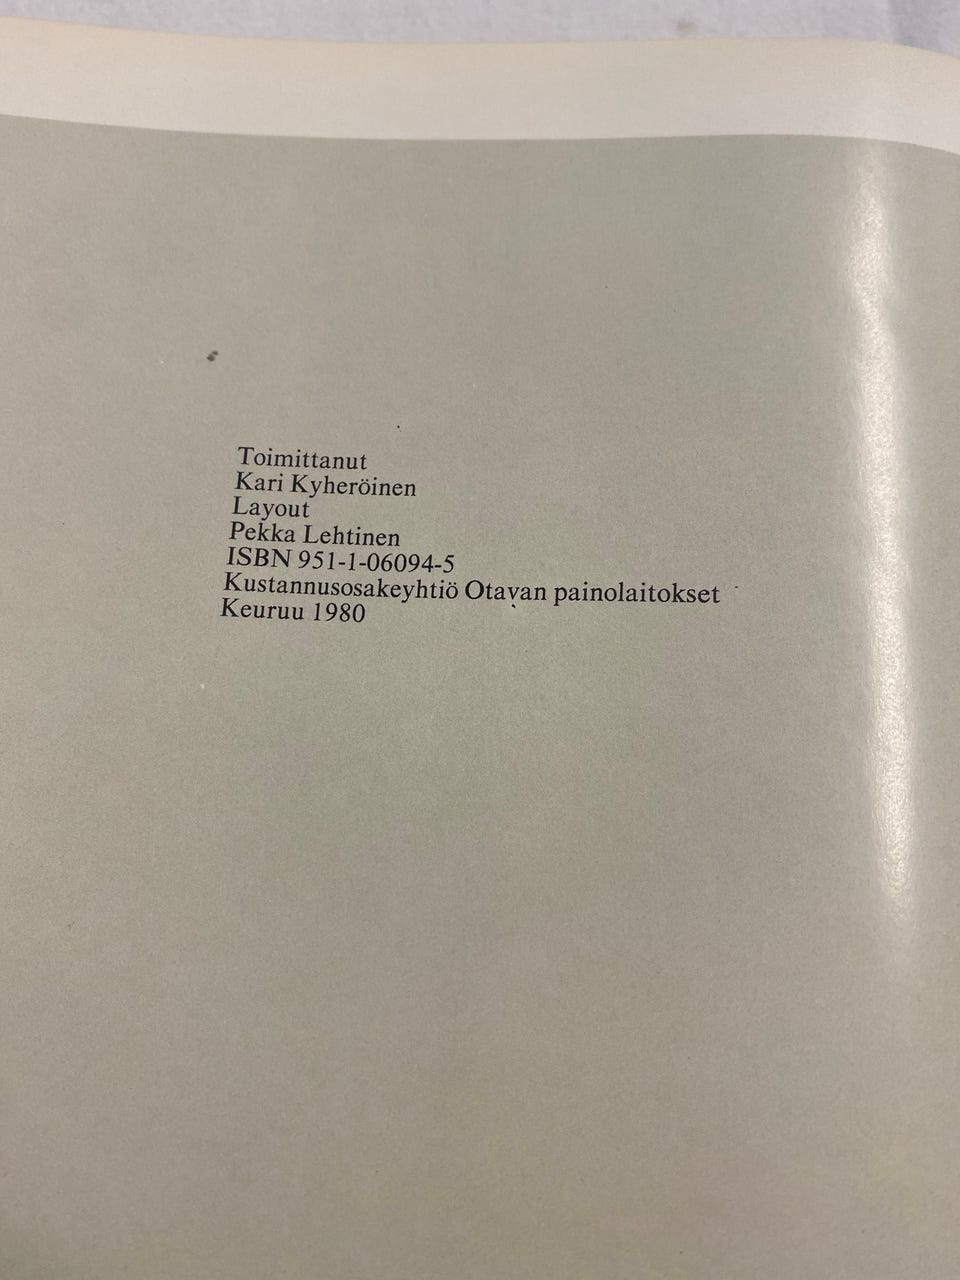 Toimittanut
Kari Kyheröinen
Layout
Pekka Lehtinen
ISBN 951-1-06094-5
Kustannusosakeyhtiö Otavan painolaitokset
Keuruu 1980